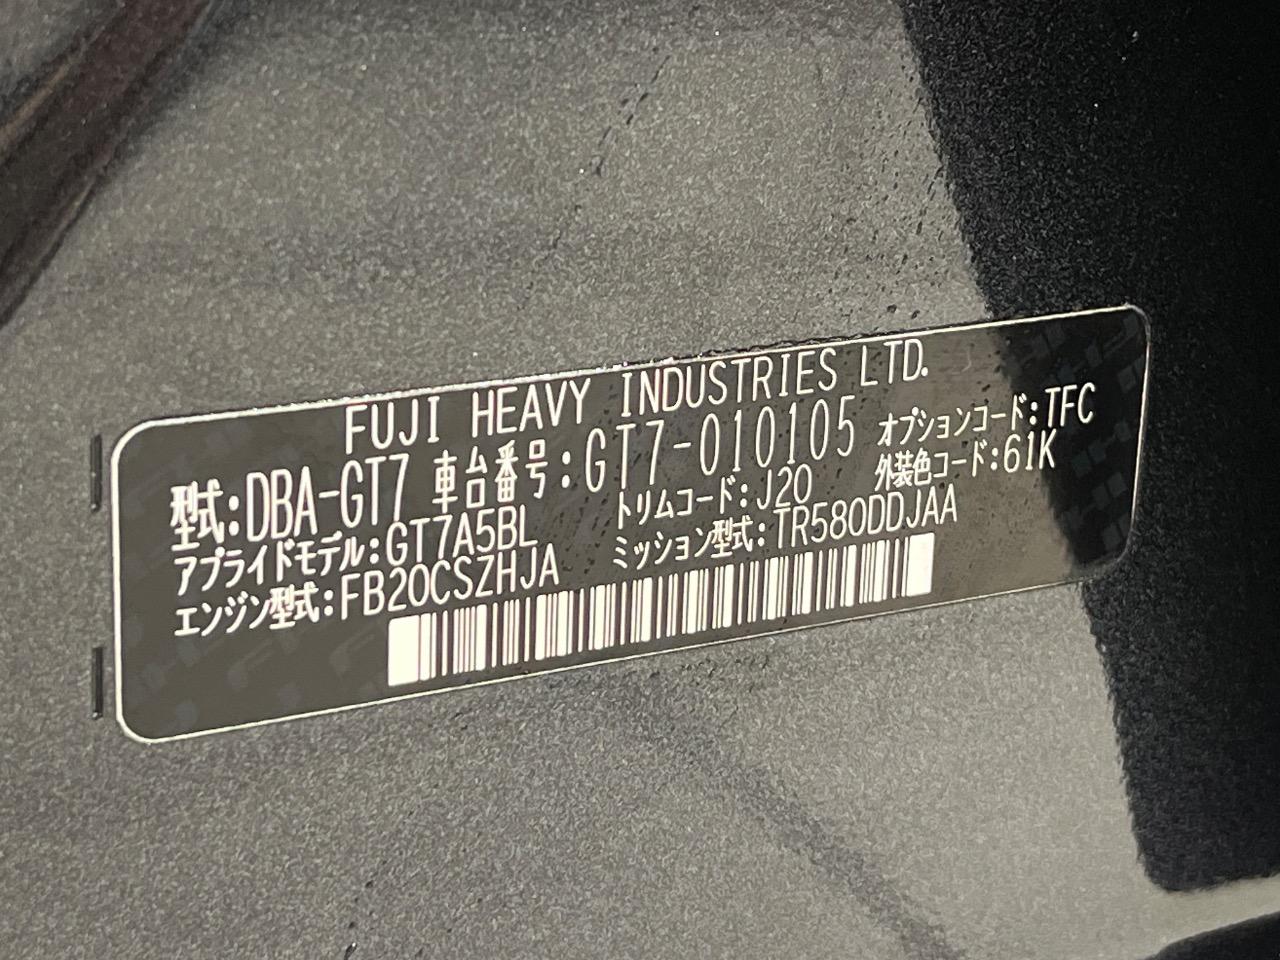 FUJI HEAVY INDUSTRIES LTD.
型式:DBA-GT7 車台番号:GT7-010105 オプションコード:TFC
アプライドモデル:GT7A5BL トリムコード:J20 外装色コード:61K
エンジン型式:FB20CSZHJA ミッション型式:TR580DDJAA